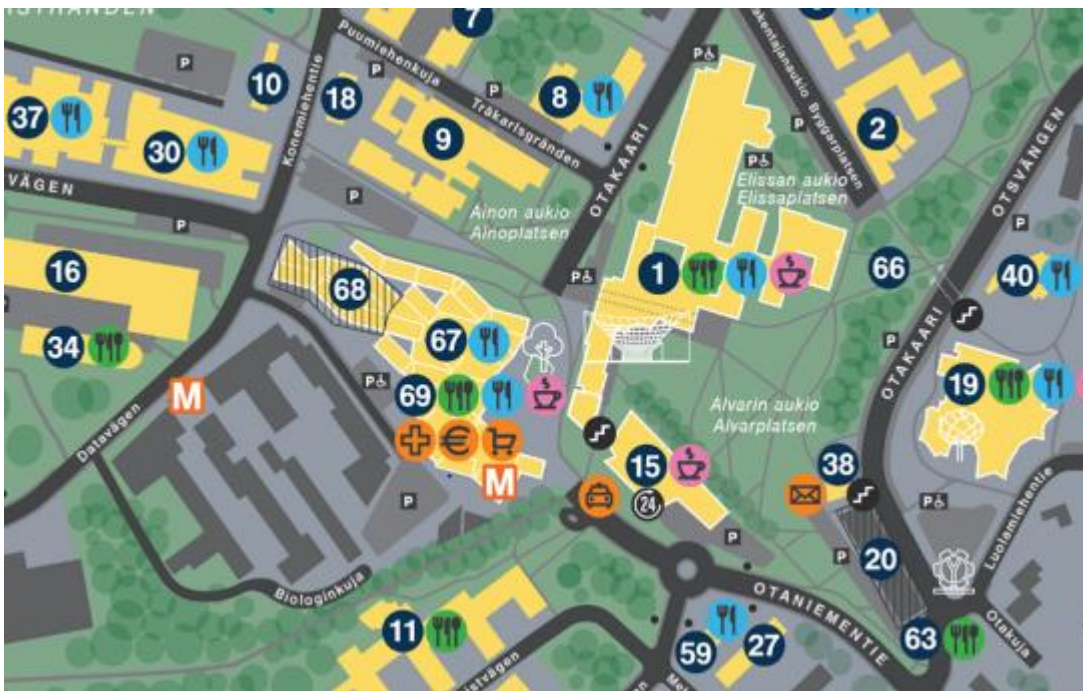 7
P
P
10
Puumiehenkuja
P
18
Konemiehentie
37
30
VÄGEN
P
9
Träkarlsgränden
P
8
OTAKAARI
P
P
Byggarplatsen
2
P
Elissan aukio
Elissaplatsen
OTSVÄNGEN
Ainon aukio
Ainoplatsen
16
68
P
1
66
40
34
M
67
P
69
P
OTAKAARI
19
Alvarin aukio
Alvarplatsen
Datavägen
M
P
15
24
P
38
P
20
P
Luolamiehentie
Biologinkuja
OTANIEMENTIE
Otakuja
11
59
27
63